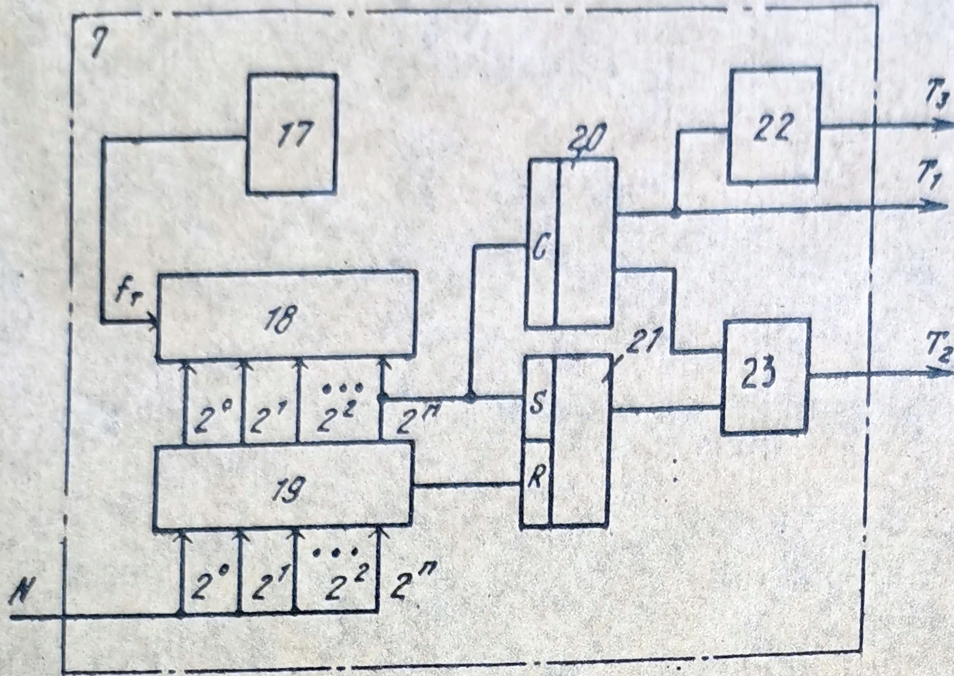 7
17
22
T₃
20
T₁
C
fт
18
21
T₂
23
2⁰ 2¹ ... 2² 2ⁿ
S
19
R
N
2⁰ 2¹ ... 2² 2ⁿ